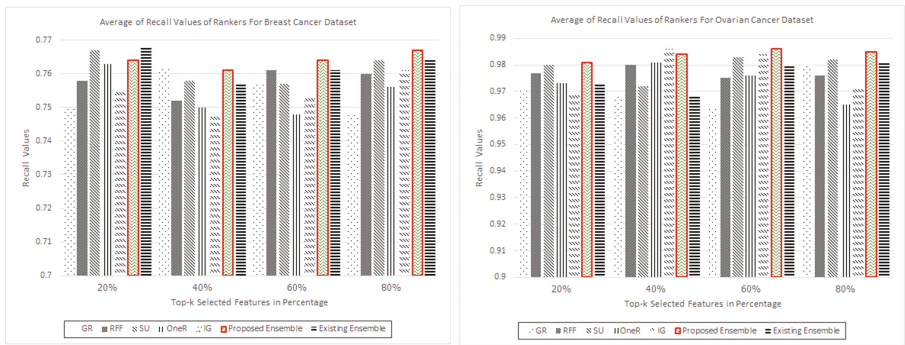 Average of Recall Values of Rankers For Breast Cancer Dataset
0.77
0.76
0.75
0.74
0.73
0.72
0.71
0.7
Recall Values
20% 40% 60% 80%
Top-k Selected Features in Percentage
GR RFF SU OneR IG Proposed Ensemble Existing Ensemble
Average of Recall Values of Rankers For Ovarian Cancer Dataset
0.99
0.98
0.97
0.96
0.95
0.94
0.93
0.92
0.91
0.9
Recall Values
20% 40% 60% 80%
Top-k Selected Features in Percentage
GR RFF SU OneR IG Proposed Ensemble Existing Ensemble